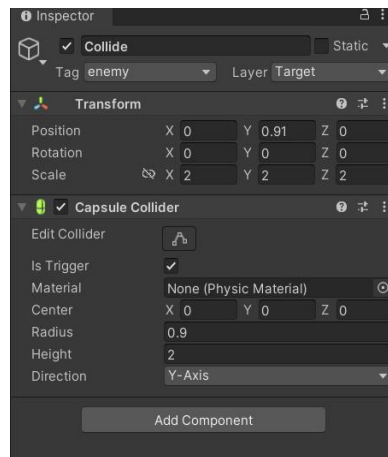 Inspector
Collide Static
Tag enemy Layer Target
Transform
Position X 0 Y 0.91 Z 0
Rotation X 0 Y 0 Z 0
Scale X 2 Y 2 Z 2
Capsule Collider
Edit Collider
Is Trigger
Material None (Physic Material)
Center X 0 Y 0 Z 0
Radius 0.9
Height 2
Direction Y-Axis
Add Component